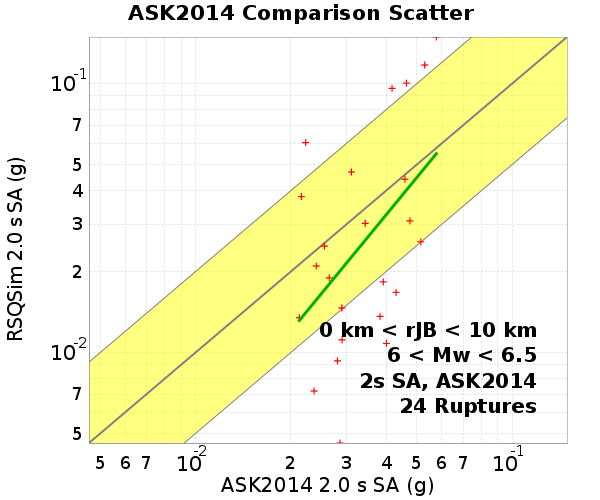 ASK2014 Comparison Scatter
RSQSim 2.0 s SA (g)
10-1
7
5
4
3
2
10-2
7
5
0 km < rJB < 10 km
6 < Mw < 6.5
2s SA, ASK2014
24 Ruptures
5 6 7 10-2 2 3 4 5 6 7 10-1
ASK2014 2.0 s SA (g)